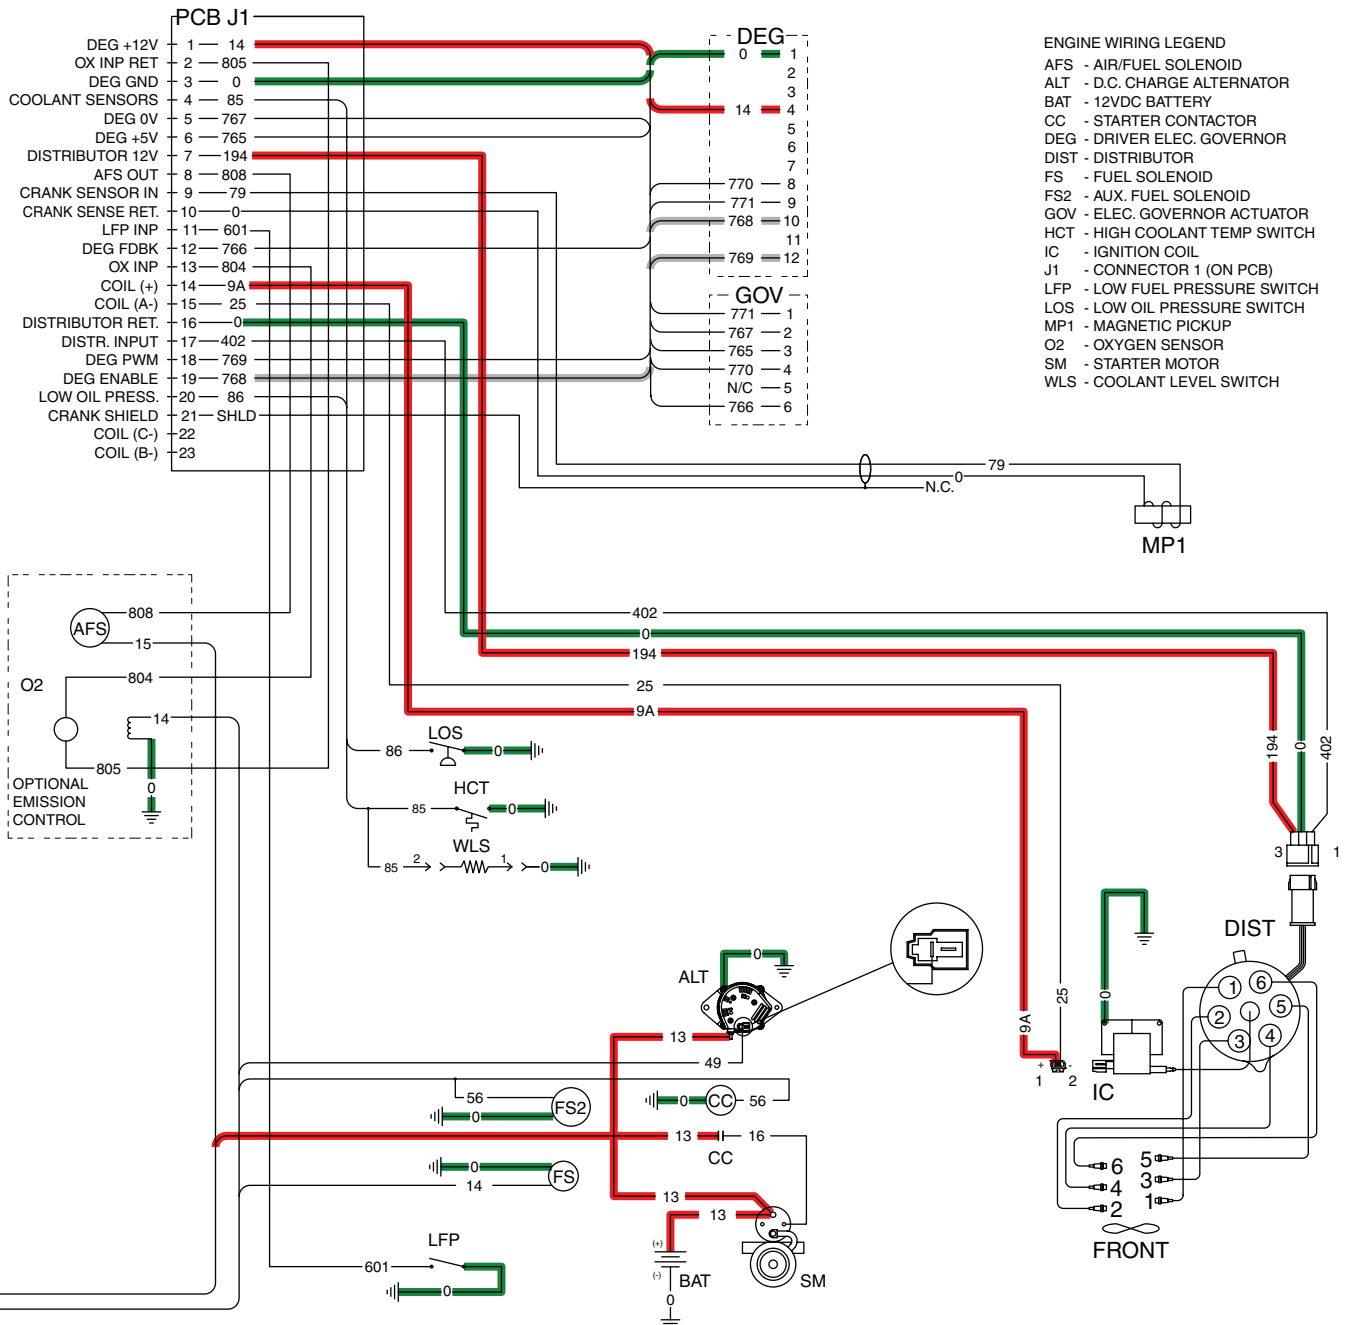 PCB J1
DEG +12V 1 14
OX INP RET 2 805
DEG GND 3 0
COOLANT SENSORS 4 85
DEG 0V 5 767
DEG +5V 6 765
DISTRIBUTOR 12V 7 194
AFS OUT 8 808
CRANK SENSOR IN 9 79
CRANK SENSE RET. 10 0
LFP INP 11 601
DEG FDBK 12 766
OX INP 13 804
COIL (+) 14 9A
COIL (A-) 15 25
DISTRIBUTOR RET. 16 0
DISTR. INPUT 17 402
DEG PWM 18 769
DEG ENABLE 19 768
LOW OIL PRESS. 20 86
CRANK SHIELD 21 SHLD
COIL (C-) 22
COIL (B-) 23
DEG
0 1
2
3
14 4
5
6
7
770 8
771 9
768 10
11
769 12
GOV
771 1
767 2
765 3
770 4
N/C 5
766 6
ENGINE WIRING LEGEND
AFS - AIR/FUEL SOLENOID
ALT - D.C. CHARGE ALTERNATOR
BAT - 12VDC BATTERY
CC - STARTER CONTACTOR
DEG - DRIVER ELEC. GOVERNOR
DIST - DISTRIBUTOR
FS - FUEL SOLENOID
FS2 - AUX. FUEL SOLENOID
GOV - ELEC. GOVERNOR ACTUATOR
HCT - HIGH COOLANT TEMP SWITCH
IC - IGNITION COIL
J1 - CONNECTOR 1 (ON PCB)
LFP - LOW FUEL PRESSURE SWITCH
LOS - LOW OIL PRESSURE SWITCH
MP1 - MAGNETIC PICKUP
O2 - OXYGEN SENSOR
SM - STARTER MOTOR
WLS - COOLANT LEVEL SWITCH
79
0
N.C.
MP1
808
AFS
15
O2
804
14
805
0
OPTIONAL
EMISSION
CONTROL
402
0
194
25
9A
LOS
86 0
HCT
85 0
WLS
85 2 1 0
194 0 402
3 1
DIST
1 6
2 5
3 4
ALT
0
13
49
9A 25
+ -
1 2
0
IC
56
FS2
0
0 CC 56
13 16
CC
0
FS
14
13
13
(+)
(-)
BAT
0
SM
LFP
601
0
6 5
4 3
2 1
FRONT